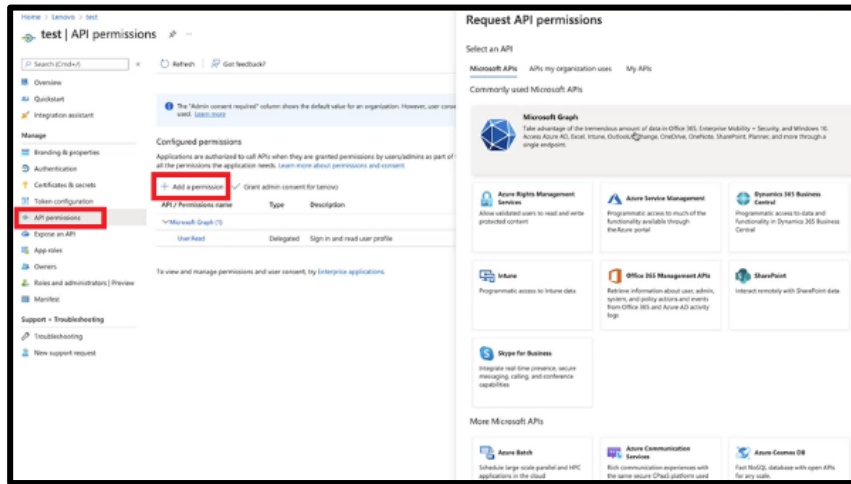 Home > Lenovo > test
test | API permissions
Search (Cmd+/)
Overview
Quickstart
Integration assistant
Manage
Branding & properties
Authentication
Certificates & secrets
Token configuration
API permissions
Expose an API
App roles
Owners
Roles and administrators | Preview
Manifest
Support + Troubleshooting
Troubleshooting
New support request
Refresh
Got feedback?
The "Admin consent required" column shows the default value for an organization. However, user conse
used. Learn more
Configured permissions
Applications are authorized to call APIs when they are granted permissions by users/admins as part of
all the permissions the application needs. Learn more about permissions and consent
Add a permission
Grant admin consent for Lenovo
API / Permissions name Type Description
Microsoft Graph (1)
User.Read Delegated Sign in and read user profile
To view and manage permissions and user consent, try Enterprise applications.
Request API permissions
Select an API
Microsoft APIs APIs my organization uses My APIs
Commonly used Microsoft APIs
Microsoft Graph
Take advantage of the tremendous amount of data in Office 365, Enterprise Mobility + Security, and Windows 10.
Access Azure AD, Excel, Intune, Outlook/Exchange, OneDrive, OneNote, SharePoint, Planner, and more through a
single endpoint.
Azure Rights Management
Services
Allow validated users to read and write
protected content
Azure Service Management
Programmatic access to much of the
functionality available through
the Azure portal
Dynamics 365 Business
Central
Programmatic access to data and
functionality in Dynamics 365 Business
Central
Intune
Programmatic access to Intune data
Office 365 Management APIs
Retrieve information about user, admin,
system, and policy actions and events
from Office 365 and Azure AD activity
logs
SharePoint
Interact remotely with SharePoint data
Skype for Business
Integrate real-time presence, secure
messaging, calling, and conference
capabilities
More Microsoft APIs
Azure Batch
Schedule large-scale parallel and HPC
applications in the cloud
Azure Communication
Services
Rich communication experiences with
the same secure CPaaS platform used
Azure Cosmos DB
Fast NoSQL database with open APIs
for any scale.